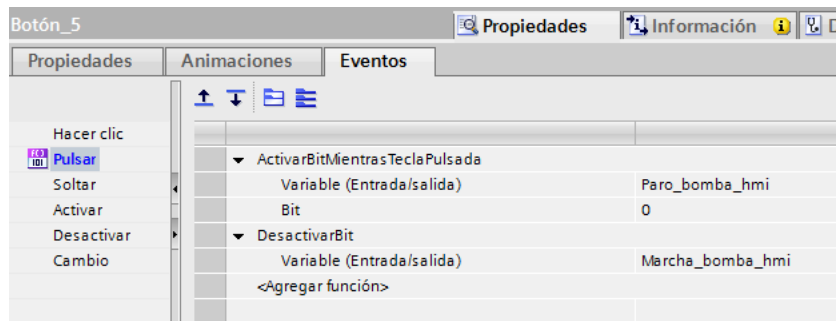 Botón_5 Propiedades Información
Propiedades Animaciones Eventos
Hacer clic
Pulsar ActivarBitMientrasTeclaPulsada
Soltar Variable (Entrada/salida) Paro_bomba_hmi
Activar Bit 0
Desactivar DesactivarBit
Cambio Variable (Entrada/salida) Marcha_bomba_hmi
<Agregar función>